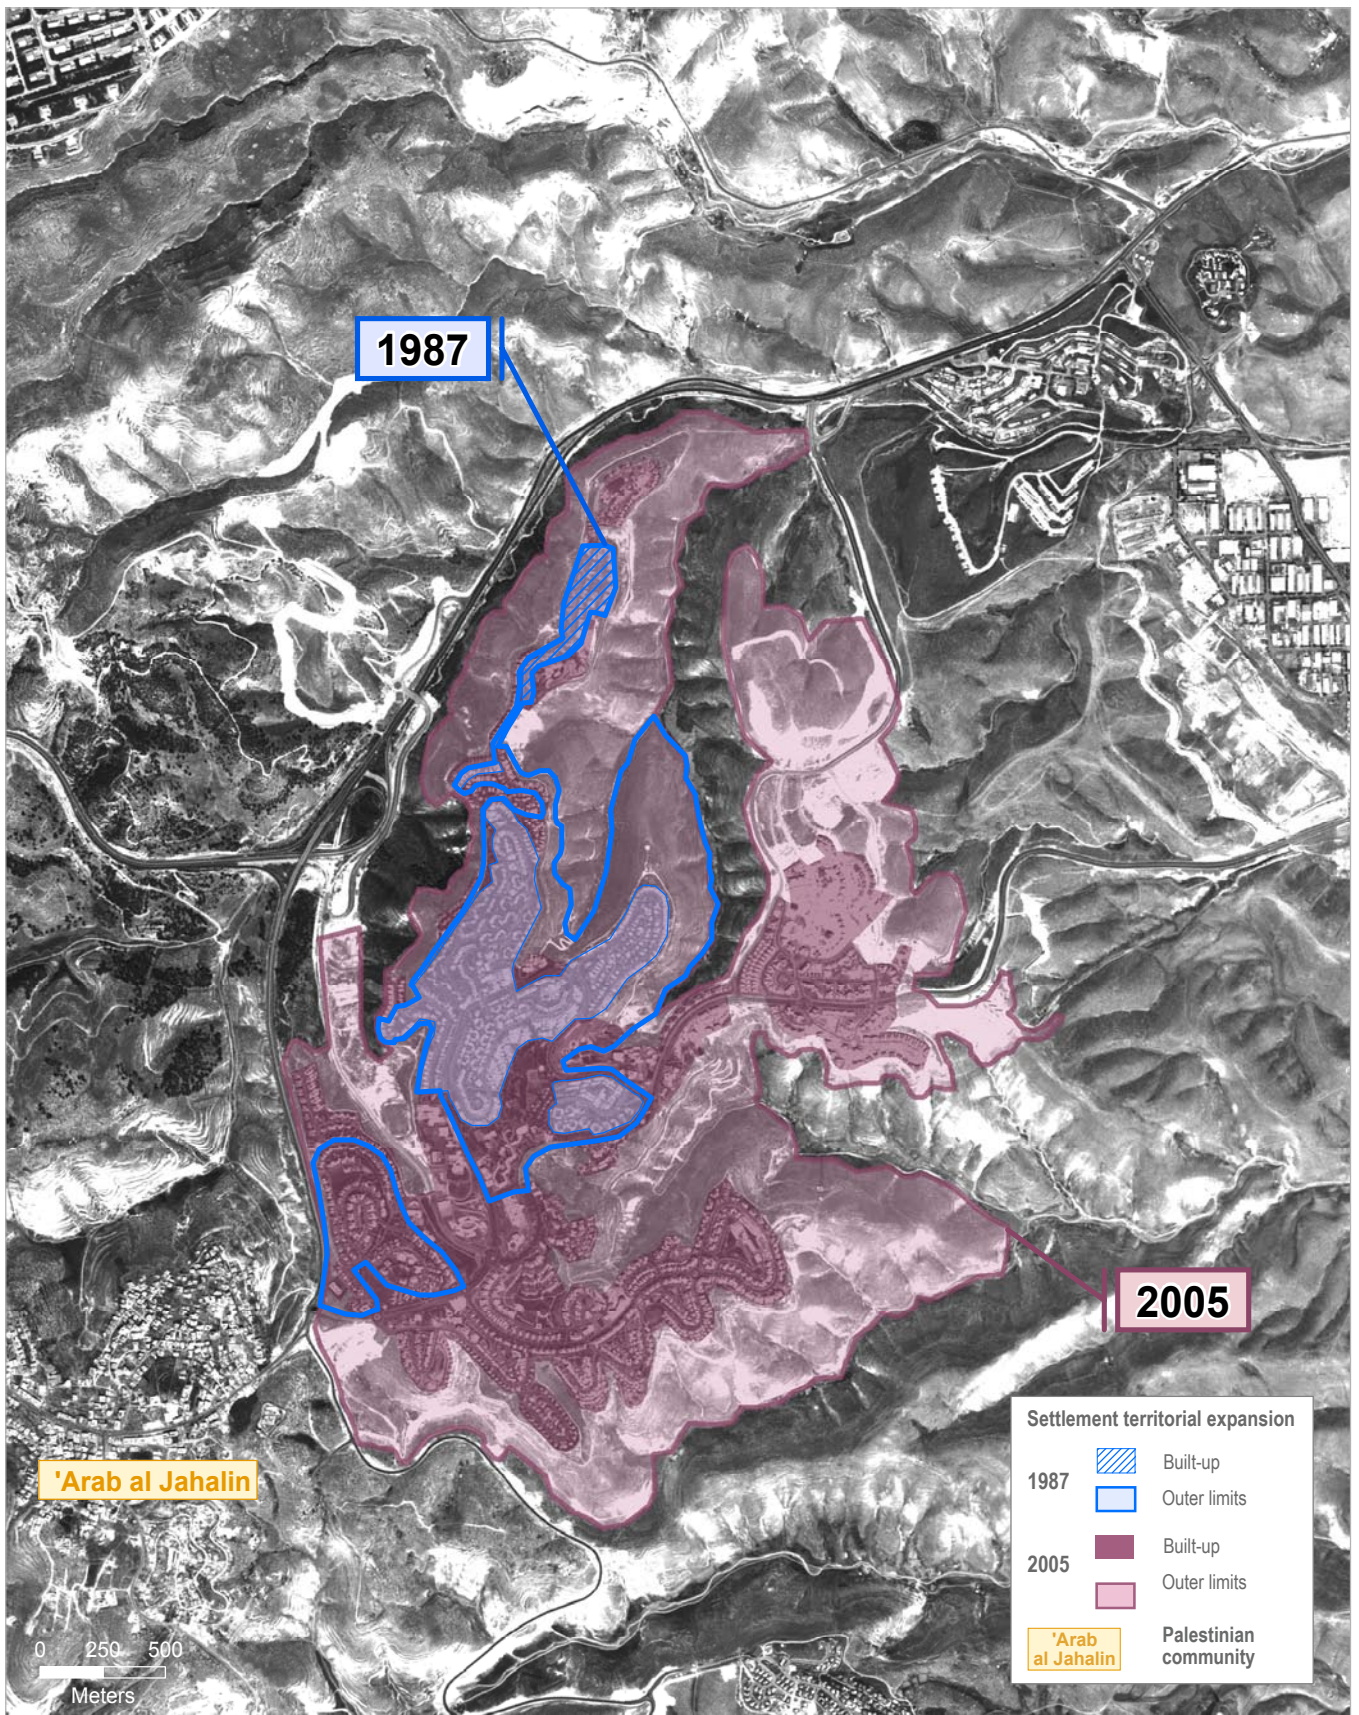 1987
2005
'Arab al Jahalin
Settlement territorial expansion
1987
Built-up
Outer limits
2005
Built-up
Outer limits
'Arab
al Jahalin
Palestinian
community
0 250 500
Meters